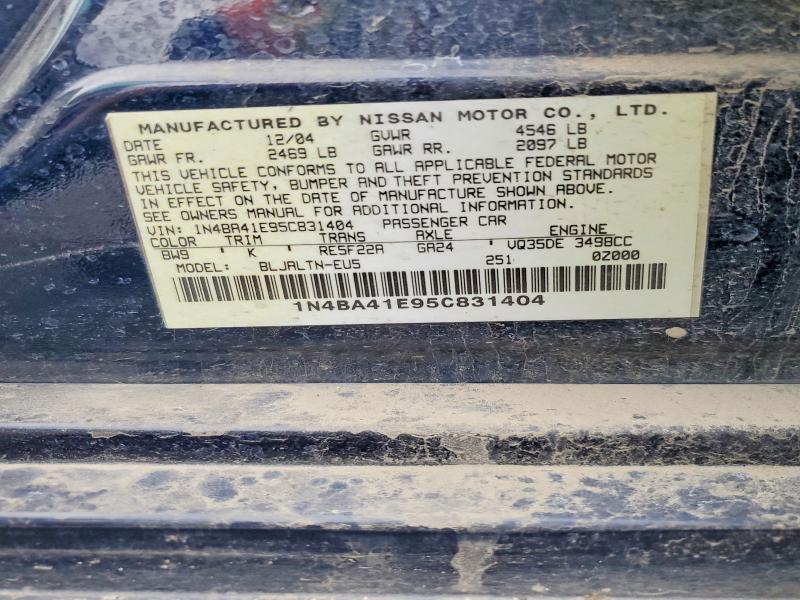 MANUFACTURED BY NISSAN MOTOR CO., LTD.
DATE 12/04 GVWR 4546 LB
GAWR FR. 2469 LB GAWR RR. 2097 LB
THIS VEHICLE CONFORMS TO ALL APPLICABLE FEDERAL MOTOR
VEHICLE SAFETY, BUMPER AND THEFT PREVENTION STANDARDS
IN EFFECT ON THE DATE OF MANUFACTURE SHOWN ABOVE.
SEE OWNERS MANUAL FOR ADDITIONAL INFORMATION.
VIN: 1N4BA41E95C831404 PASSENGER CAR
COLOR TRIM TRANS AXLE ENGINE
BW9 K RE5F22A GA24 VQ35DE 3498CC
MODEL: BLJALTN-EU5 251 0Z000
1N4BA41E95C831404